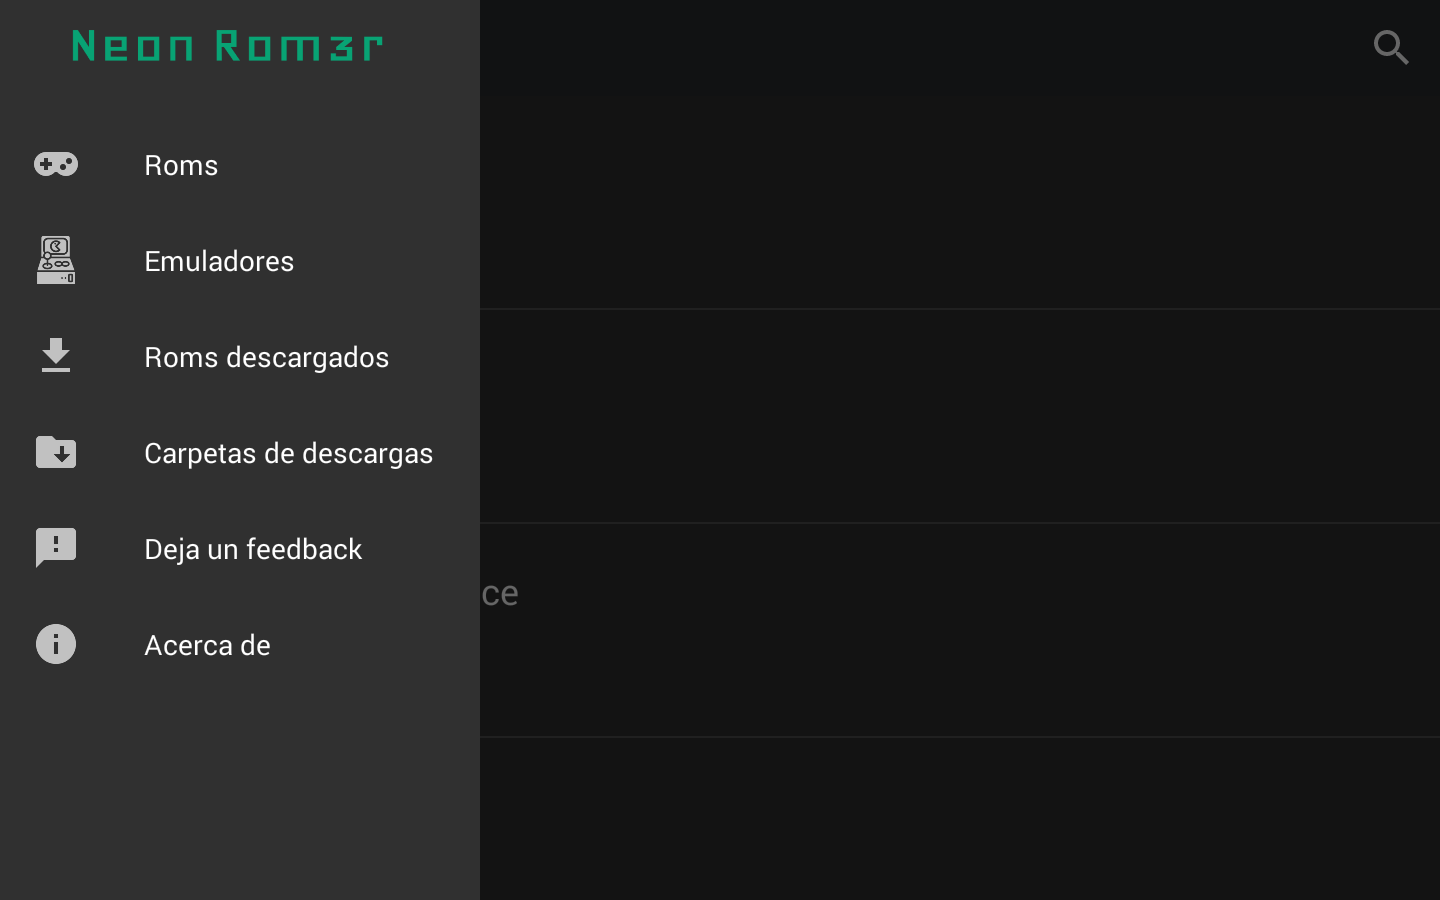 Neon Rom3r
Roms
Emuladores
Roms descargados
Carpetas de descargas
ce
Deja un feedback
Acerca de